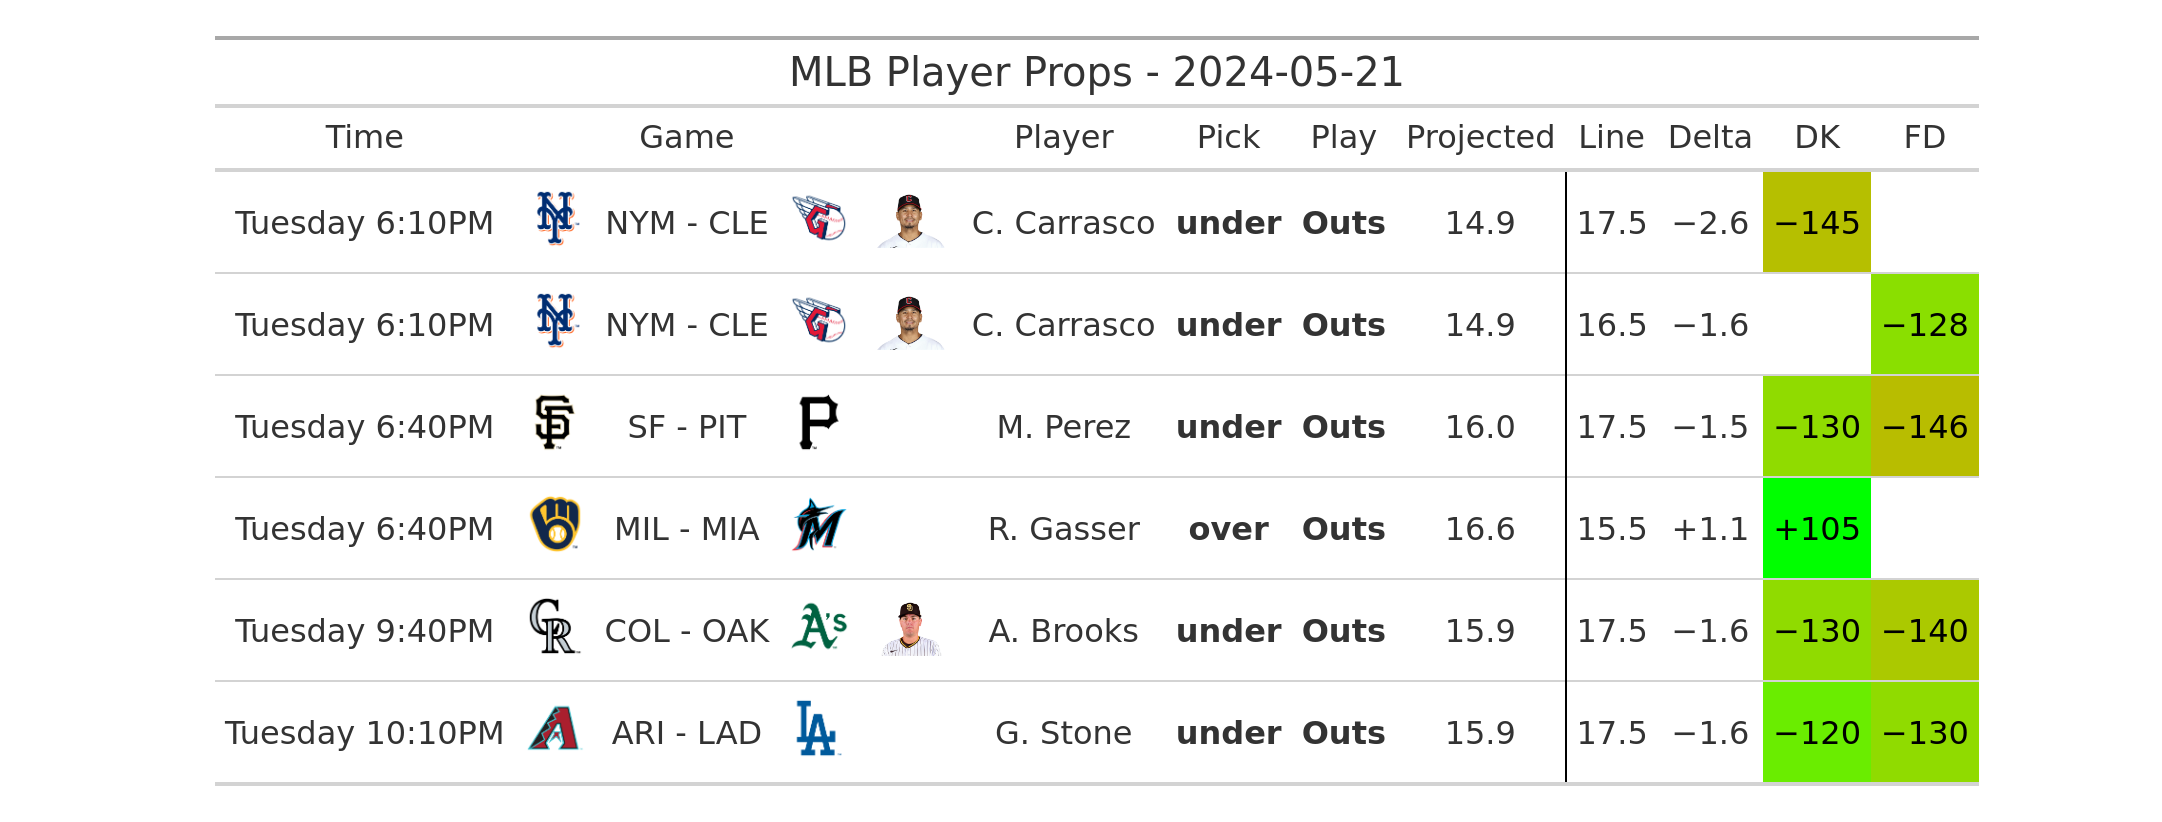 MLB Player Props - 2024-05-21
Time Game Player Pick Play Projected Line Delta DK FD
Tuesday 6:10PM NYM - CLE C. Carrasco under Outs 14.9 17.5 −2.6 −145
Tuesday 6:10PM NYM - CLE C. Carrasco under Outs 14.9 16.5 −1.6 −128
Tuesday 6:40PM SF - PIT M. Perez under Outs 16.0 17.5 −1.5 −130 −146
Tuesday 6:40PM MIL - MIA R. Gasser over Outs 16.6 15.5 +1.1 +105
Tuesday 9:40PM COL - OAK A's A. Brooks under Outs 15.9 17.5 −1.6 −130 −140
Tuesday 10:10PM ARI - LAD LA G. Stone under Outs 15.9 17.5 −1.6 −120 −130